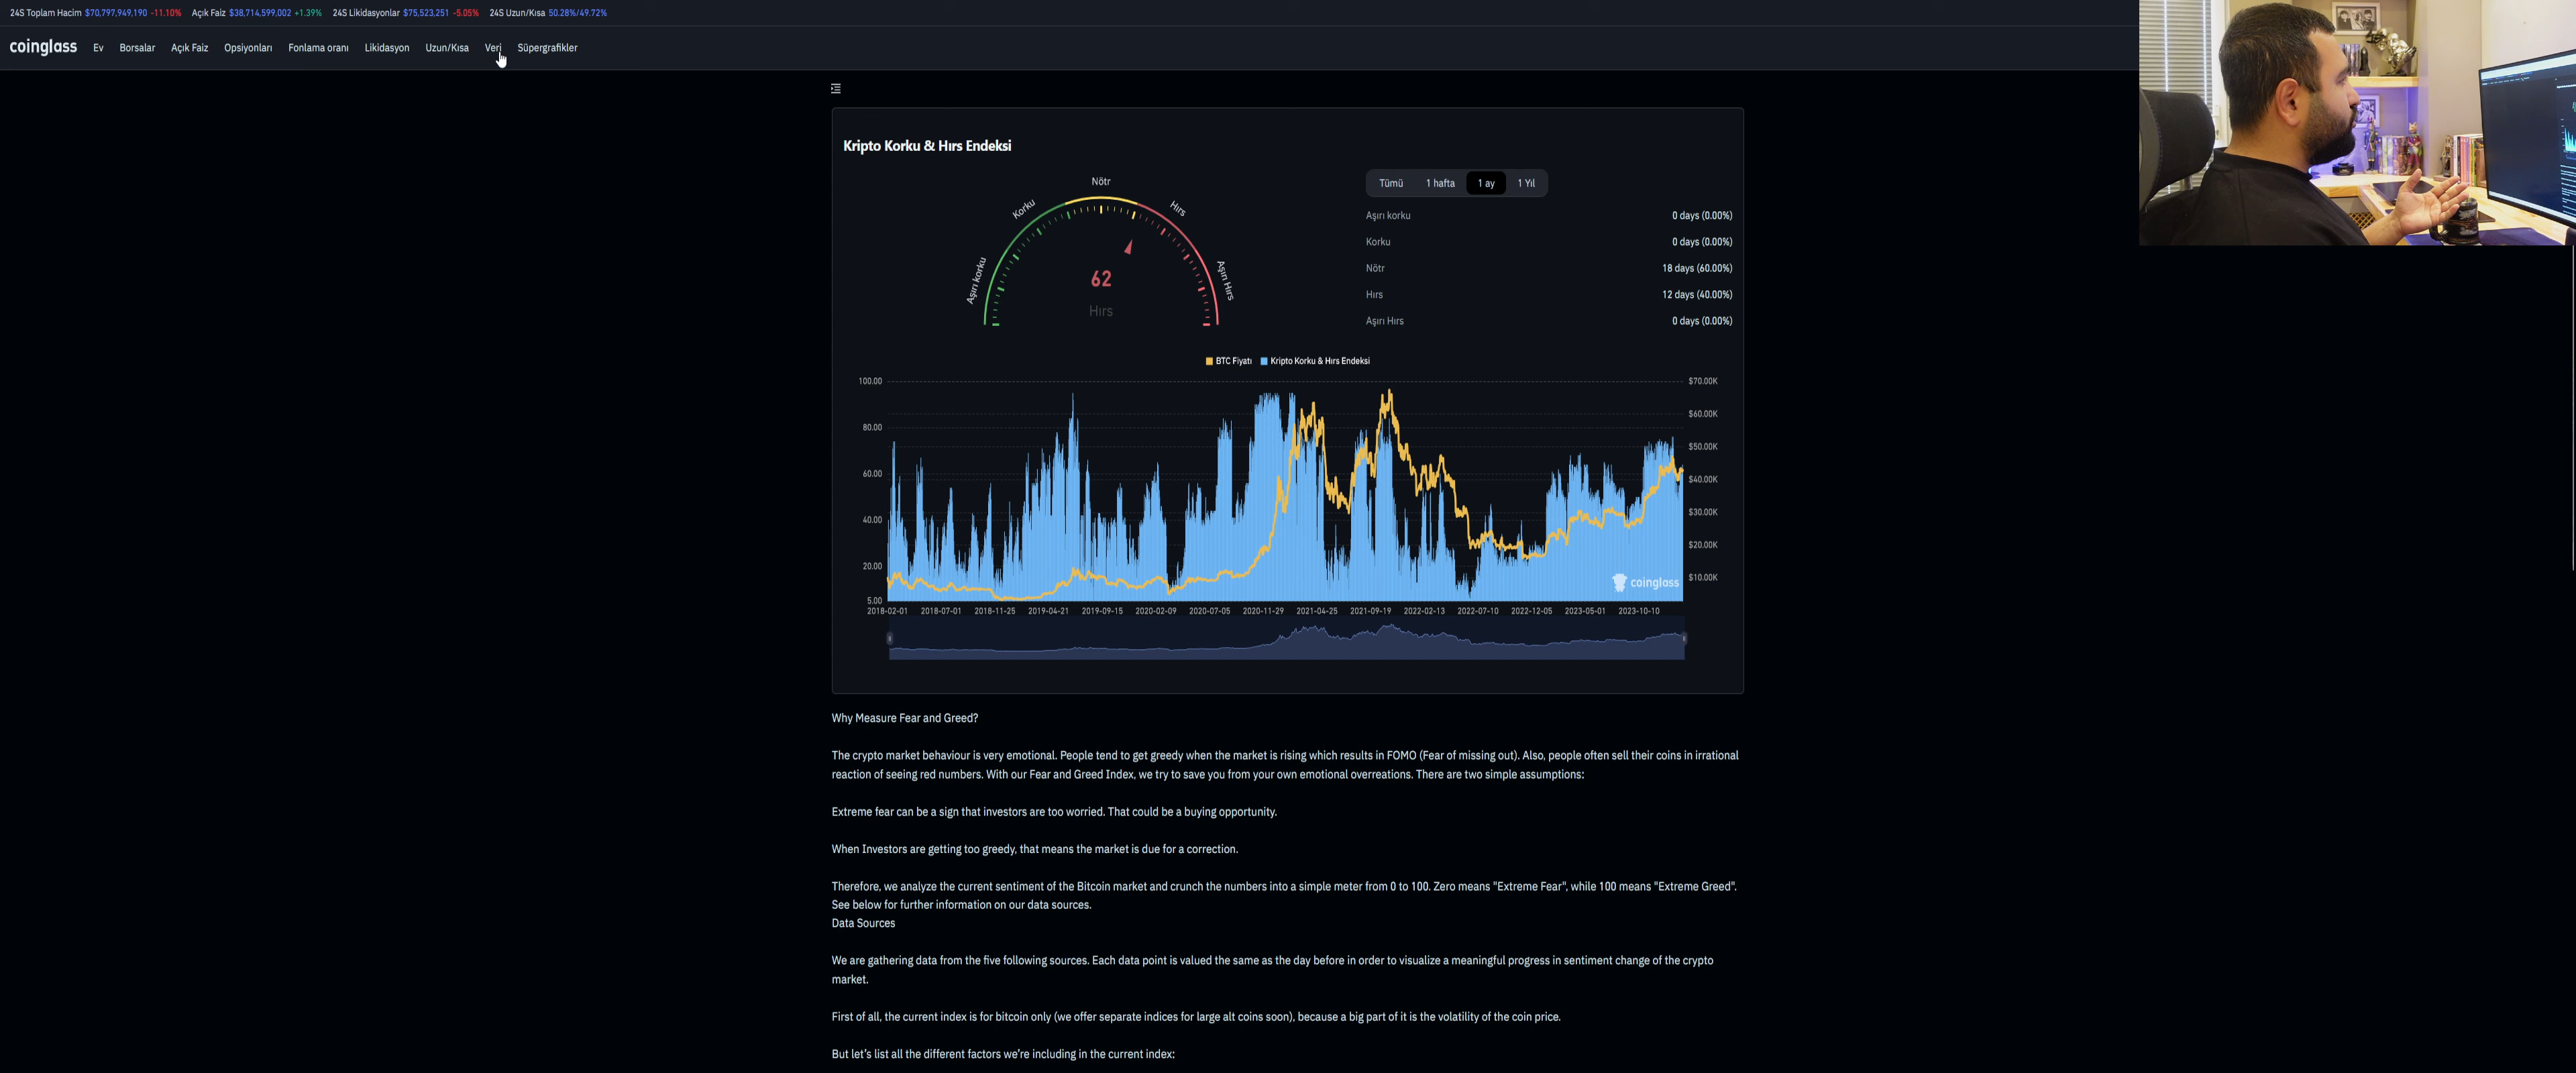 24S Toplam Hacim $70,797,949,190 -11.10% Açık Faiz $38,714,599,002 +1.39% 24S Likidasyonlar $75,523,251 -5.05% 24S Uzun/Kısa 50.28%/49.72%
coinglass Ev Borsalar Açık Faiz Opsiyonları Fonlama oranı Likidasyon Uzun/Kısa Veri Süpergrafikler
Kripto Korku & Hırs Endeksi
Aşırı korku
Korku
Nötr
Hırs
Aşırı Hırs
62
Hırs
Tümü 1 hafta 1 ay 1 Yıl
Aşırı korku 0 days (0.00%)
Korku 0 days (0.00%)
Nötr 18 days (60.00%)
Hırs 12 days (40.00%)
Aşırı Hırs 0 days (0.00%)
BTC Fiyatı Kripto Korku & Hırs Endeksi
100.00
80.00
60.00
40.00
20.00
5.00
$70.00K
$60.00K
$50.00K
$40.00K
$30.00K
$20.00K
$10.00K
coinglass
2018-02-01 2018-07-01 2018-11-25 2019-04-21 2019-09-15 2020-02-09 2020-07-05 2020-11-29 2021-04-25 2021-09-19 2022-02-13 2022-07-10 2022-12-05 2023-05-01 2023-10-10
Why Measure Fear and Greed?
The crypto market behaviour is very emotional. People tend to get greedy when the market is rising which results in FOMO (Fear of missing out). Also, people often sell their coins in irrational
reaction of seeing red numbers. With our Fear and Greed Index, we try to save you from your own emotional overreations. There are two simple assumptions:
Extreme fear can be a sign that investors are too worried. That could be a buying opportunity.
When Investors are getting too greedy, that means the market is due for a correction.
Therefore, we analyze the current sentiment of the Bitcoin market and crunch the numbers into a simple meter from 0 to 100. Zero means "Extreme Fear", while 100 means "Extreme Greed".
See below for further information on our data sources.
Data Sources
We are gathering data from the five following sources. Each data point is valued the same as the day before in order to visualize a meaningful progress in sentiment change of the crypto
market.
First of all, the current index is for bitcoin only (we offer separate indices for large alt coins soon), because a big part of it is the volatility of the coin price.
But let's list all the different factors we're including in the current index: